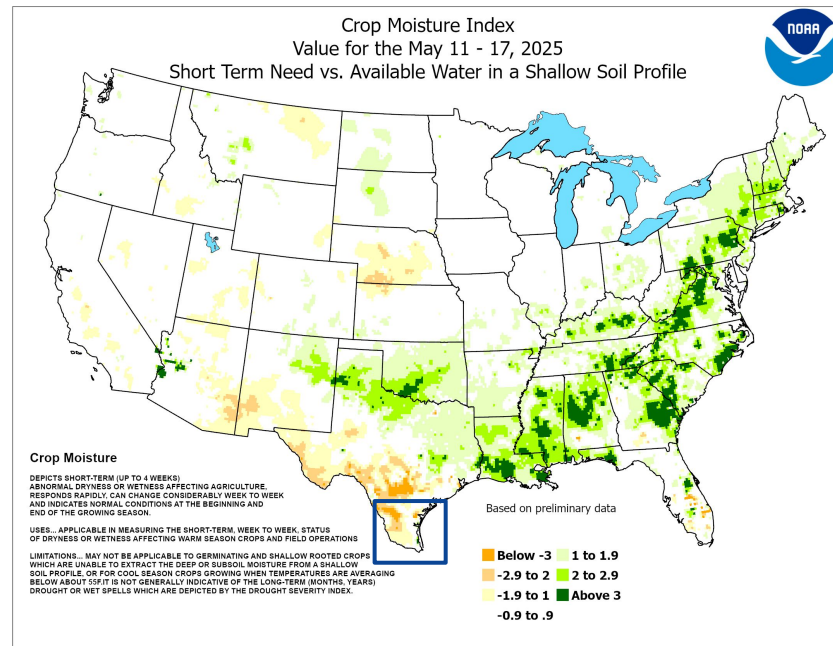 Crop Moisture Index
Value for the May 11 - 17, 2025
Short Term Need vs. Available Water in a Shallow Soil Profile
NOAA
Crop Moisture
DEPICTS SHORT-TERM (UP TO 4 WEEKS)
ABNORMAL DRYNESS OR WETNESS AFFECTING AGRICULTURE,
RESPONDS RAPIDLY, CAN CHANGE CONSIDERABLY WEEK TO WEEK
AND INDICATES NORMAL CONDITIONS AT THE BEGINNING AND
END OF THE GROWING SEASON.
USES... APPLICABLE IN MEASURING THE SHORT-TERM, WEEK TO WEEK, STATUS
OF DRYNESS OR WETNESS AFFECTING WARM SEASON CROPS AND FIELD OPERATIONS
LIMITATIONS... MAY NOT BE APPLICABLE TO GERMINATING AND SHALLOW ROOTED CROPS
WHICH ARE UNABLE TO EXTRACT THE DEEP OR SUBSOIL MOISTURE FROM A SHALLOW
SOIL PROFILE, OR FOR COOL SEASON CROPS GROWING WHEN TEMPERATURES ARE AVERAGING
BELOW ABOUT 55F.IT IS NOT GENERALLY INDICATIVE OF THE LONG-TERM (MONTHS, YEARS)
DROUGHT OR WET SPELLS WHICH ARE DEPICTED BY THE DROUGHT SEVERITY INDEX.
Based on preliminary data
Below -3
-2.9 to 2
-1.9 to 1
-0.9 to .9
1 to 1.9
2 to 2.9
Above 3